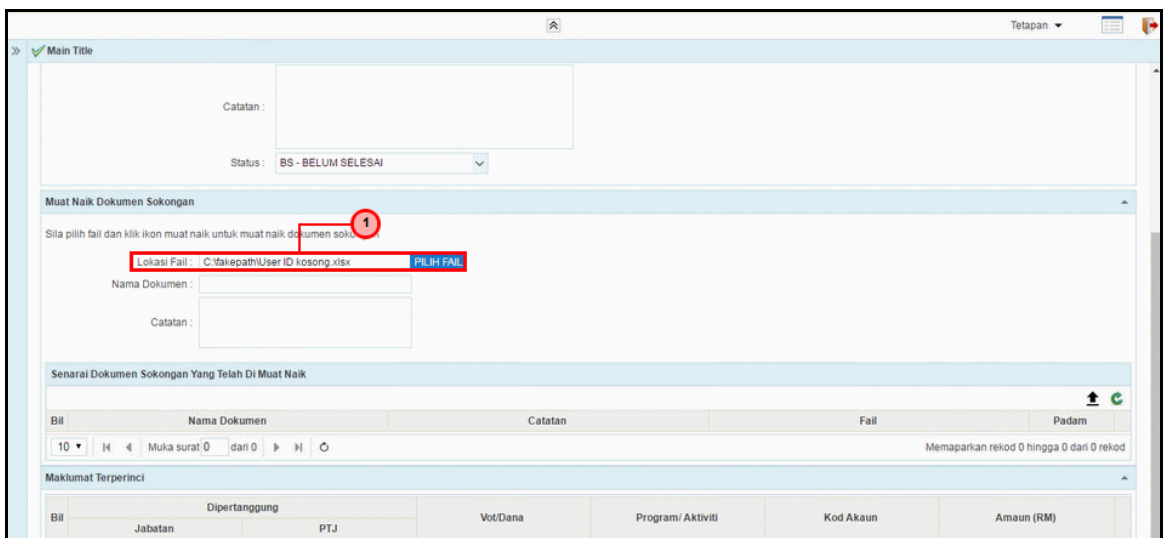 Tetapan
Main Title
Catatan :
Status : BS - BELUM SELESAI
Muat Naik Dokumen Sokongan
1
Sila pilih fail dan klik ikon muat naik untuk muat naik dokumen
Lokasi Fail : C:\fakepath\User ID kosong.xlsx PILIH FAIL
Nama Dokumen :
Catatan :
Senarai Dokumen Sokongan Yang Telah Di Muat Naik
Bil Nama Dokumen Catatan Fail Padam
10 Muka surat 0 dari 0 Memaparkan rekod 0 hingga 0 dari 0 rekod
Maklumat Terperinci
Bil Dipertanggung Vot/Dana Program/ Aktiviti Kod Akaun Amaun (RM)
Jabatan PTJ